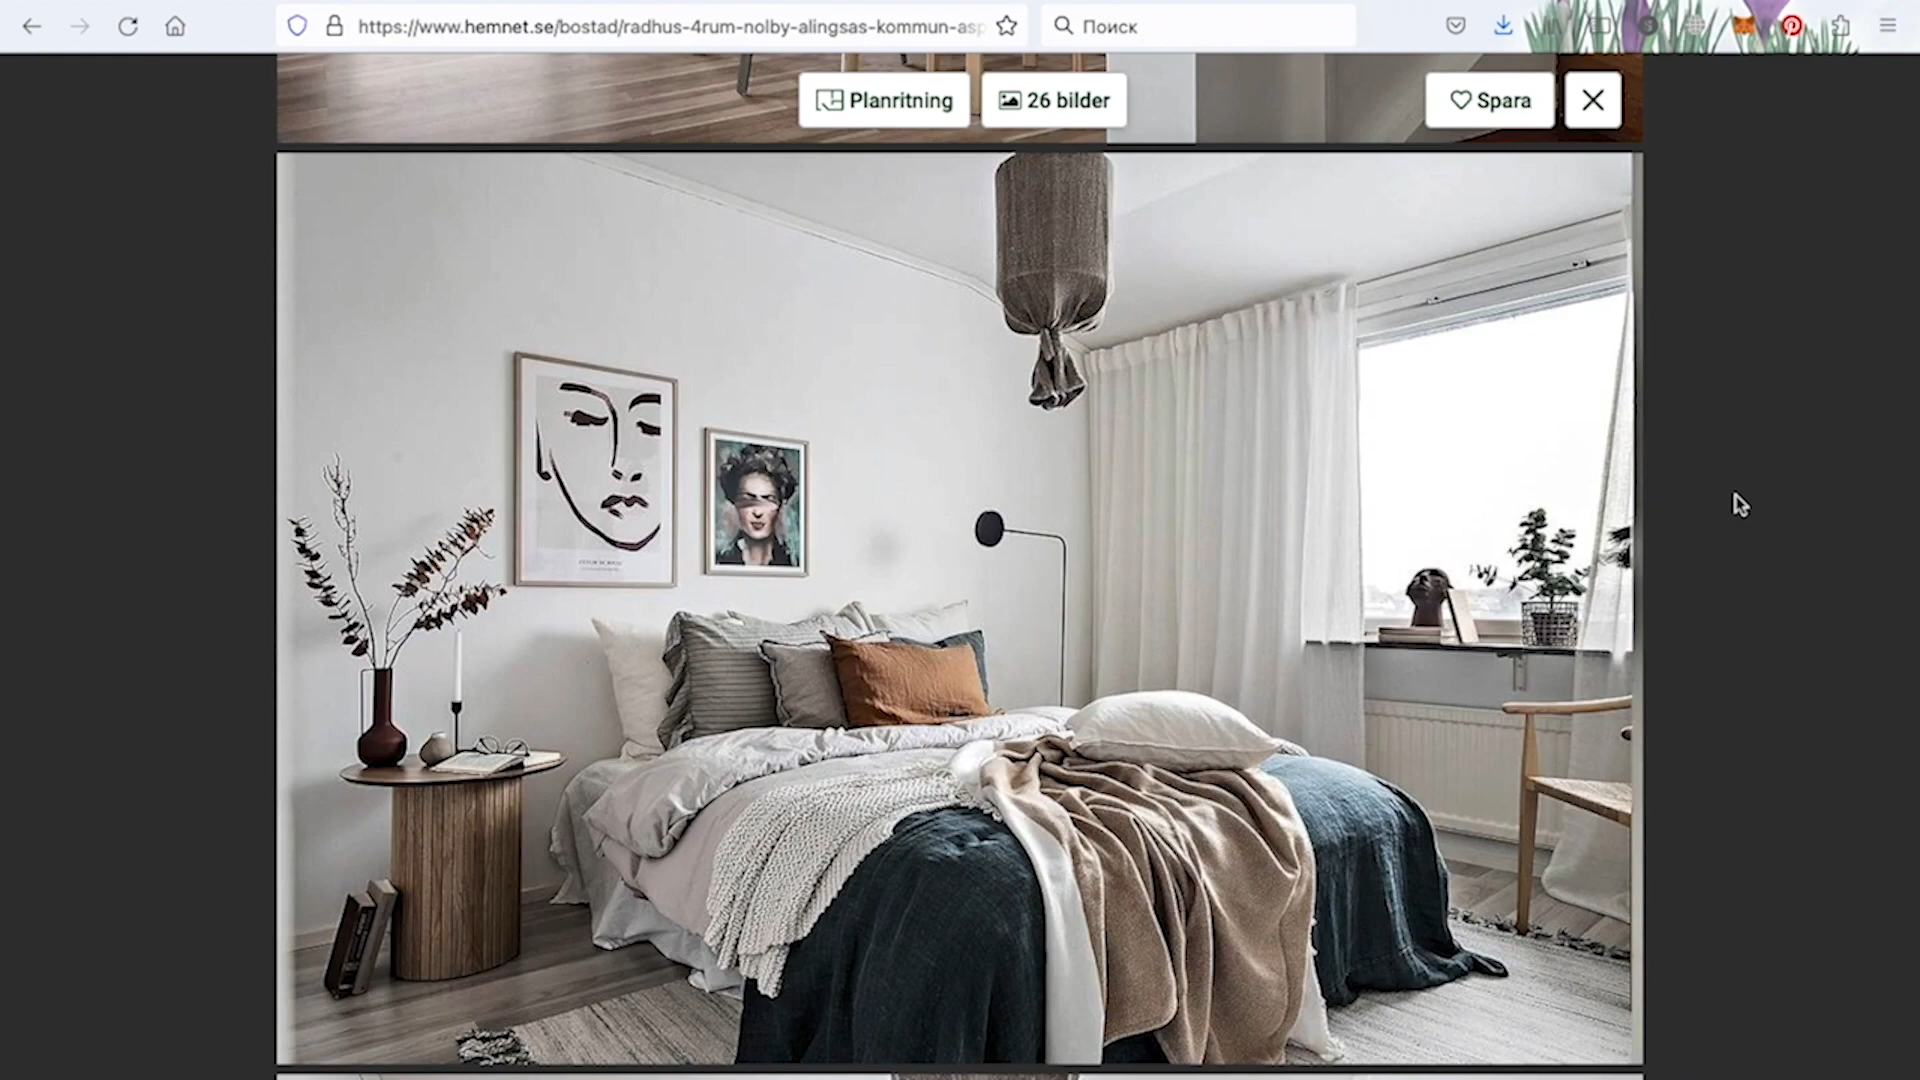 https://www.hemnet.se/bostad/radhus-4rum-nolby-alingsas-kommun-asp
Поиск
Planritning
26 bilder
Spara